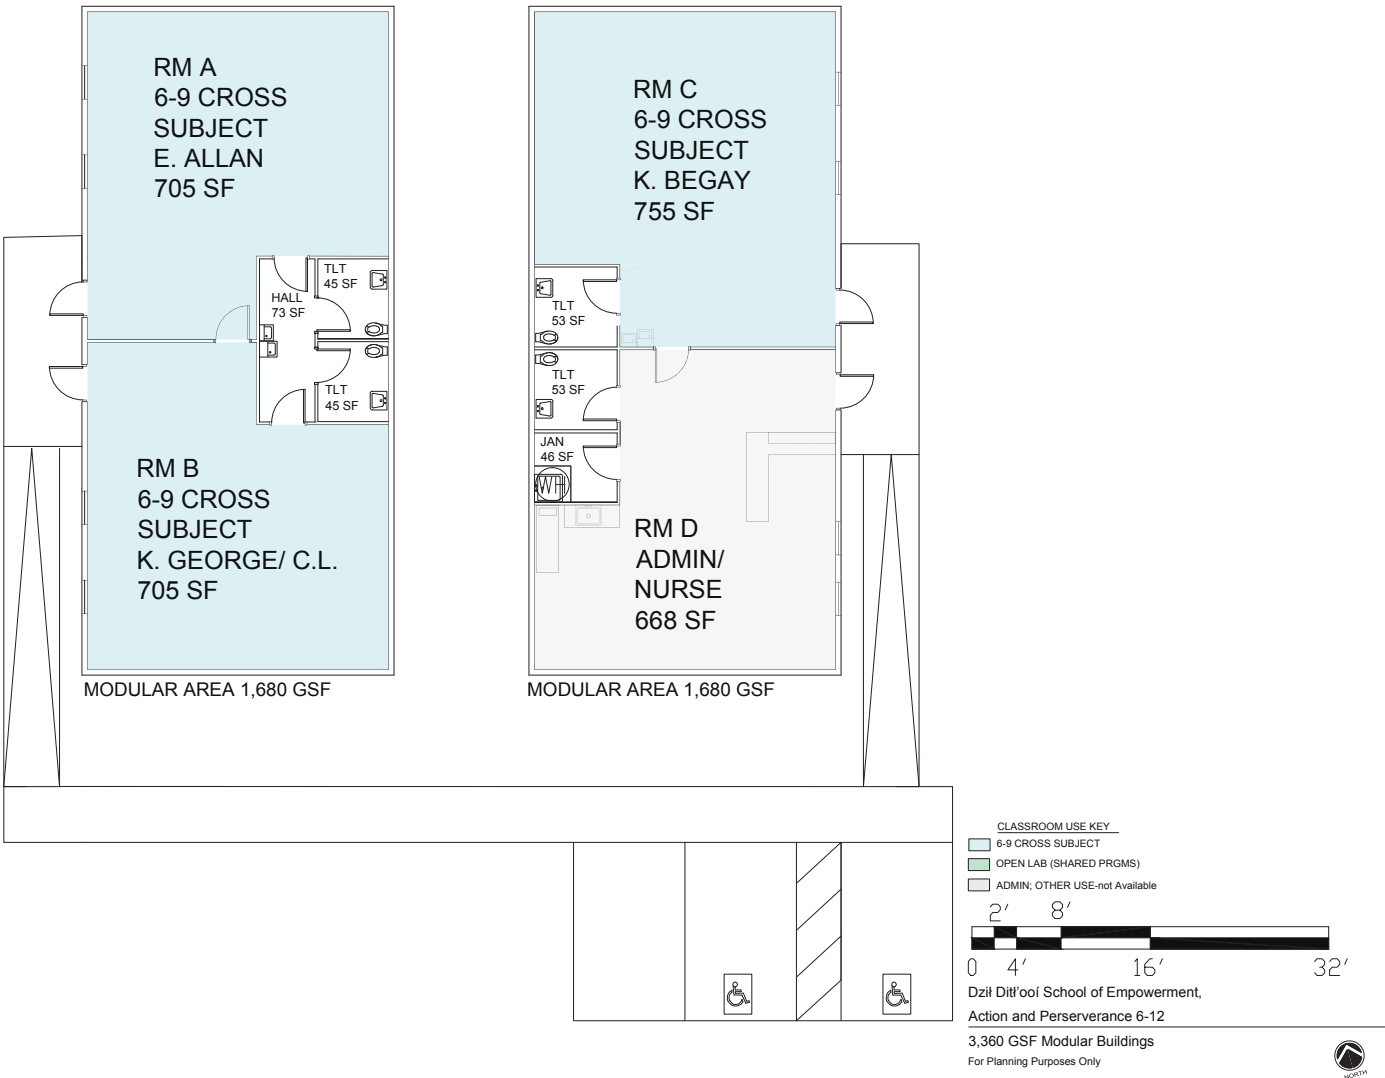 RM A
6-9 CROSS
SUBJECT
E. ALLAN
705 SF
TLT
45 SF
HALL
73 SF
TLT
45 SF
RM B
6-9 CROSS
SUBJECT
K. GEORGE/ C.L.
705 SF
MODULAR AREA 1,680 GSF
RM C
6-9 CROSS
SUBJECT
K. BEGAY
755 SF
TLT
53 SF
TLT
53 SF
JAN
46 SF
WH
RM D
ADMIN/
NURSE
668 SF
MODULAR AREA 1,680 GSF
CLASSROOM USE KEY
6-9 CROSS SUBJECT
OPEN LAB (SHARED PRGMS)
ADMIN; OTHER USE-not Available
2' 8'
0 4' 16' 32'
Dził Ditł'ooí School of Empowerment,
Action and Perserverance 6-12
3,360 GSF Modular Buildings
For Planning Purposes Only
NORTH